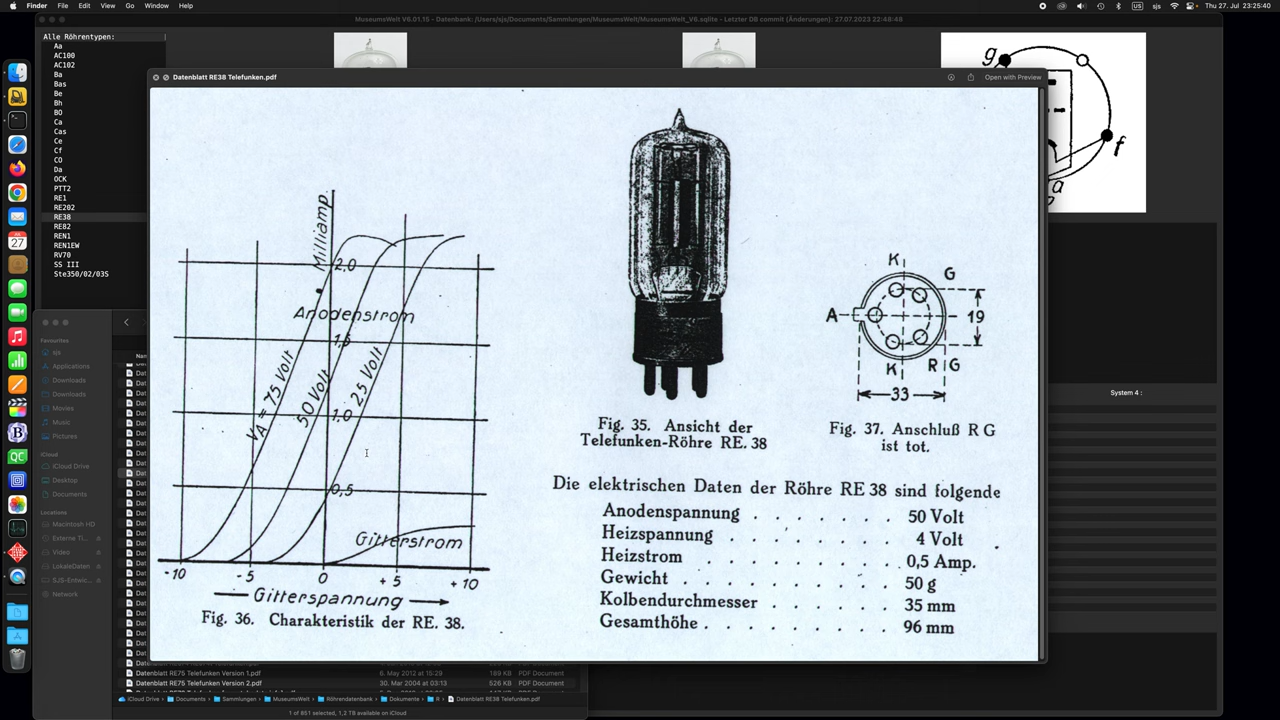 Finder File Edit View Go Window Help
US sjs Thu 27. Jul 23:25:40
MuseumsWelt V6.01.15 - Datenbank: /Users/sjs/Documents/Sammlungen/MuseumsWelt/MuseumsWelt_V6.sqlite - Letzter DB commit (Änderungen): 27.07.2023 22:48:48
Alle Röhrentypen:
Aa
AC100
AC102
Ba
Bas
Be
Bh
BO
Ca
Cas
Ce
Cf
CO
Da
OCK
PTT2
RE1
RE202
RE38
RE82
REN1
REN1EW
RV70
SS III
Ste350/02/03S
g
f
a
System 4 :
Datenblatt RE38 Telefunken.pdf
Open with Preview
Milliamp.
2,0
Anodenstrom
1,5
VA = 75 Volt
50 Volt
25 Volt
1,0
0,5
Gitterstrom
-10 -5 0 +5 +10
Gitterspannung
Fig. 36. Charakteristik der RE. 38.
Fig. 35. Ansicht der
Telefunken-Röhre RE. 38
K G
A 19
K R G
33
Fig. 37. Anschluß R G
ist tot.
Die elektrischen Daten der Röhre RE 38 sind folgende
Anodenspannung . . . . . . 50 Volt
Heizspannung . . . . . . . 4 Volt
Heizstrom . . . . . . . . 0,5 Amp.
Gewicht . . . . . . . . . 50 g
Kolbendurchmesser . . . . . 35 mm
Gesamthöhe . . . . . . . . 96 mm
Favourites
sjs
Applications
Downloads
Downloads
Movies
Music
Pictures
iCloud
iCloud Drive
Desktop
Documents
Locations
Macintosh HD
Externe Ti...
Video
LokaleDaten
SJS-Entwic...
Network
Datenblatt RE75 Telefunken Version 1.pdf 6. May 2012 at 15:29 189 KB PDF Document
Datenblatt RE75 Telefunken Version 2.pdf 30. Mar 2004 at 03:13 526 KB PDF Document
iCloud Drive Documents Sammlungen MuseumsWelt Röhrendatenbank Dokumente R Datenblatt RE38 Telefunken.pdf
1 of 851 selected, 1,2 TB available on iCloud